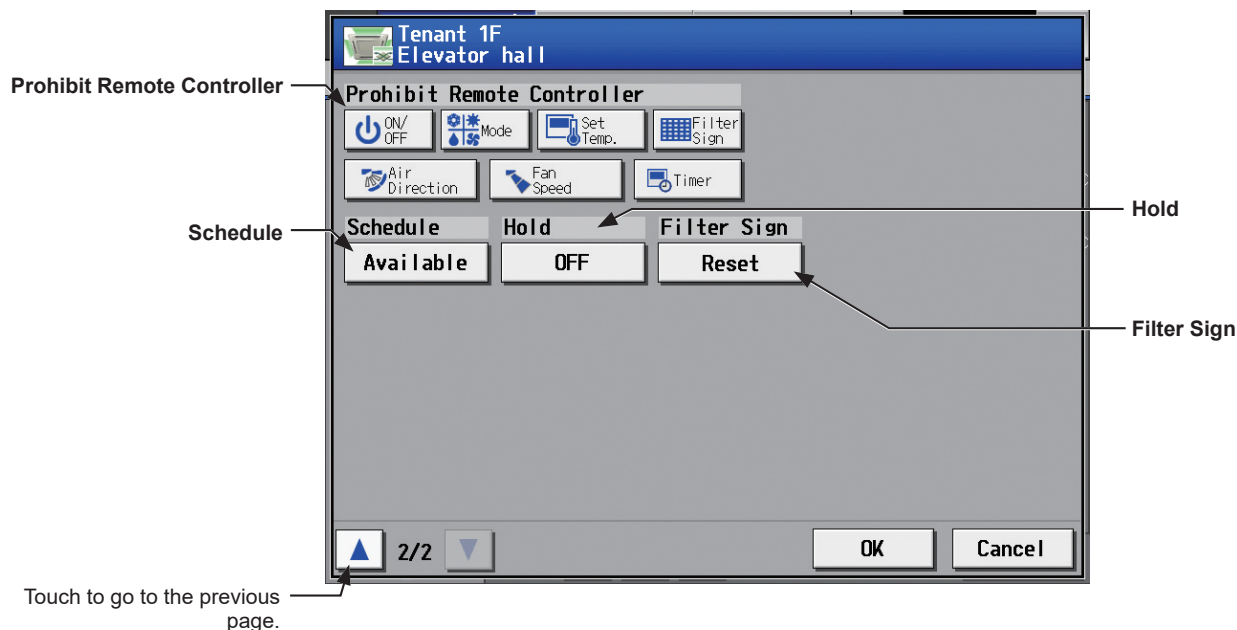 Tenant 1F
Elevator hall
Prohibit Remote Controller
Prohibit Remote Controller
ON/
OFF
Mode
Set
Temp.
Filter
Sign
Air
Direction
Fan
Speed
Timer
Hold
Schedule
Schedule Hold Filter Sign
Available OFF Reset
Filter Sign
2/2 OK Cancel
Touch to go to the previous
page.